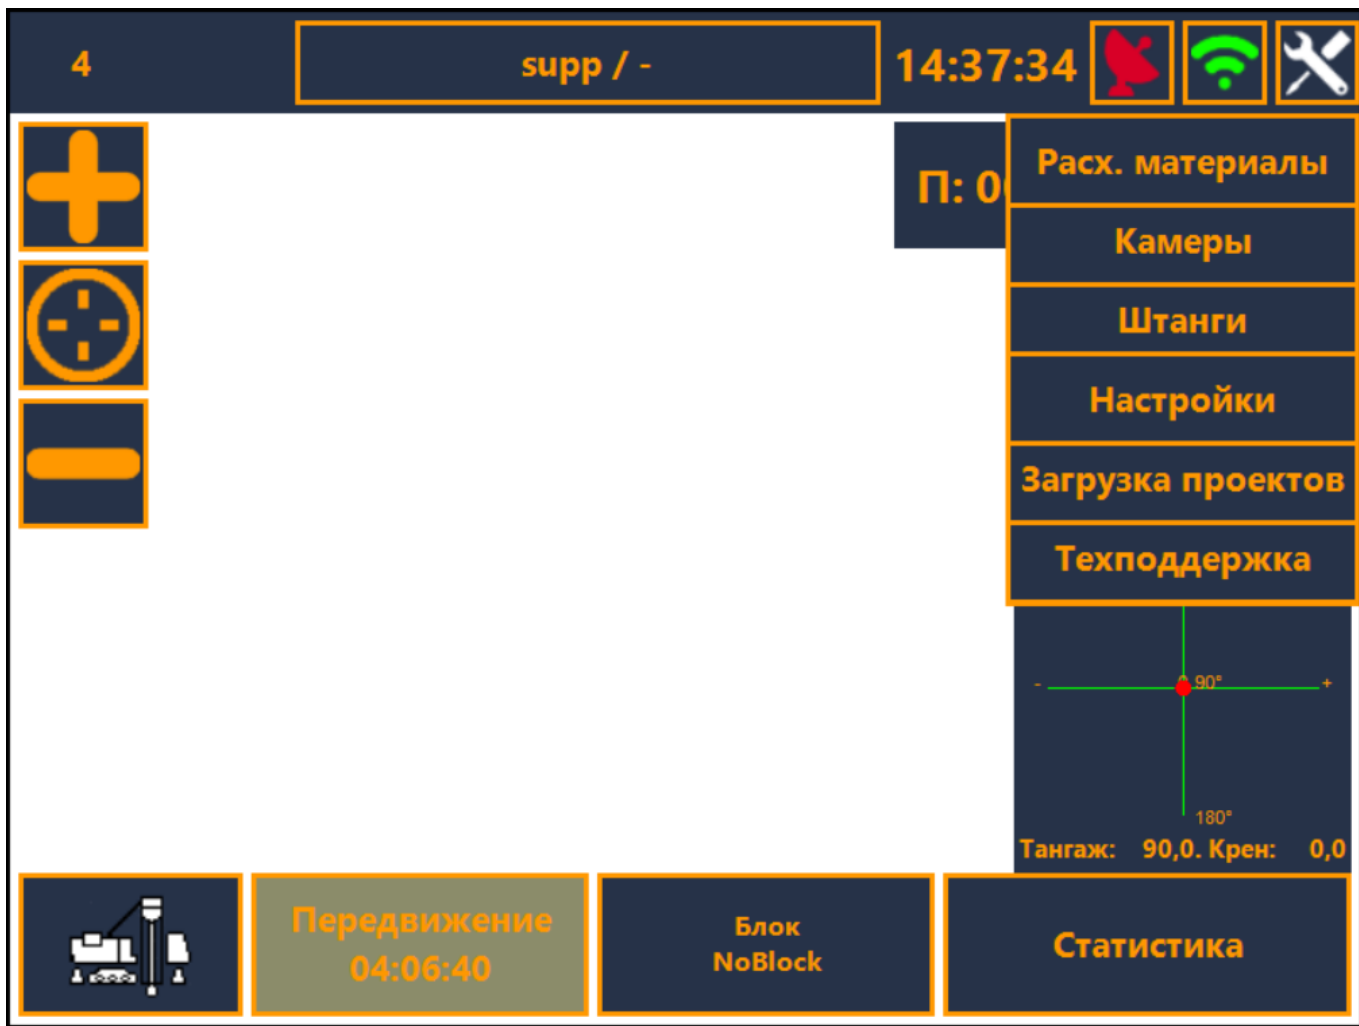 4
supp / -
14:37:34
П: 0
Расх. материалы
Камеры
Штанги
Настройки
Загрузка проектов
Техподдержка
- 90° +
180°
Тангаж: 90,0. Крен: 0,0
Передвижение
04:06:40
Блок
NoBlock
Статистика